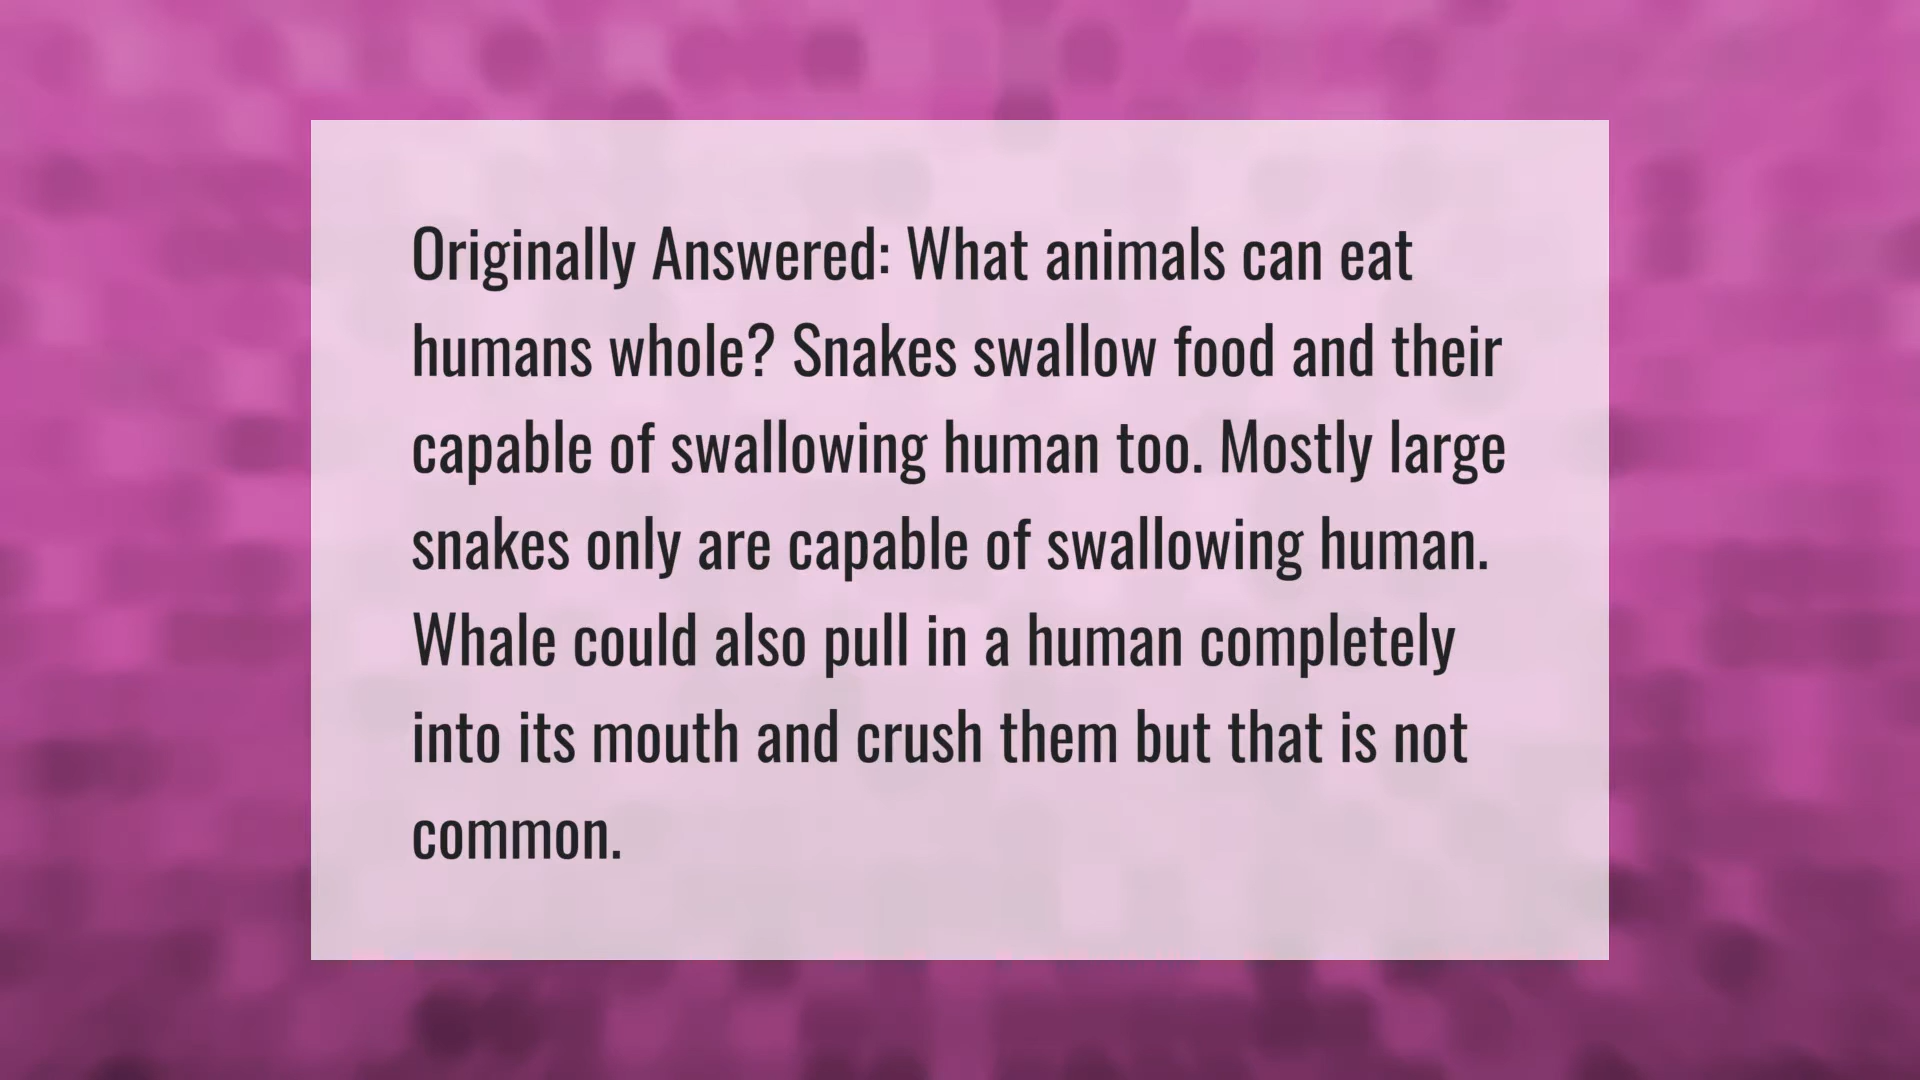 Originally Answered: What animals can eat
humans whole? Snakes swallow food and their
capable of swallowing human too. Mostly large
snakes only are capable of swallowing human.
Whale could also pull in a human completely
into its mouth and crush them but that is not
common.